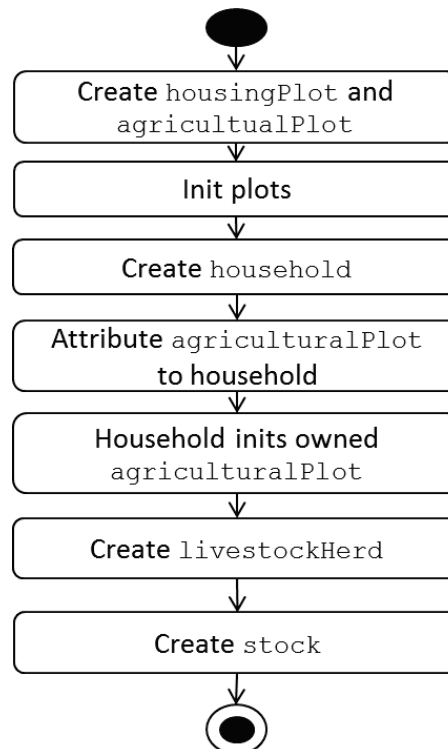 Create housingPlot and
agricultualPlot
Init plots
Create household
Attribute agriculturalPlot
to household
Household inits owned
agriculturalPlot
Create livestockHerd
Create stock